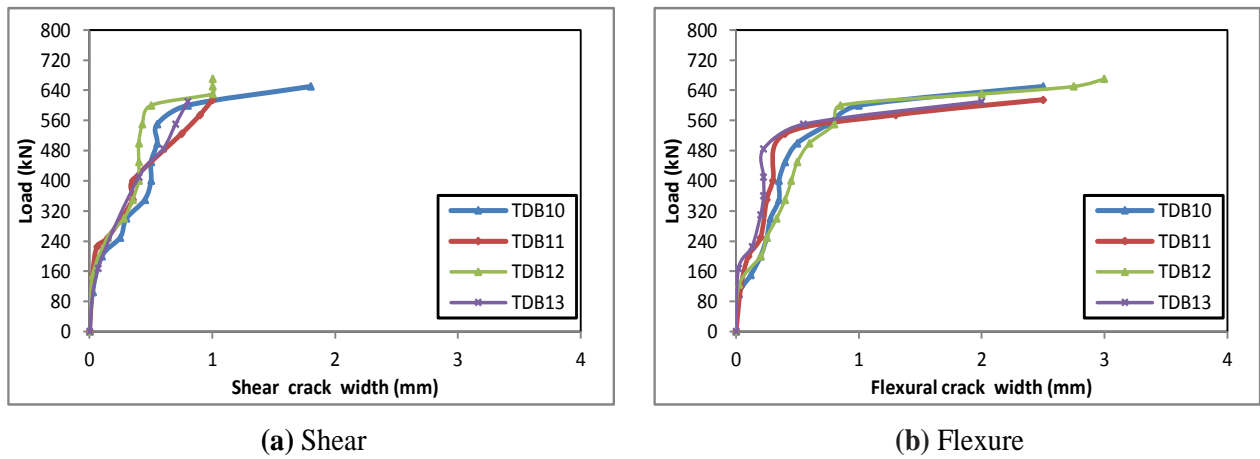 800
720
640
560
480
400
320
240
160
80
0
Load (kN)
0 1 2 3 4
Shear crack width (mm)
TDB10
TDB11
TDB12
TDB13
(a) Shear
800
720
640
560
480
400
320
240
160
80
0
Load (kN)
0 1 2 3 4
Flexural crack width (mm)
TDB10
TDB11
TDB12
TDB13
(b) Flexure